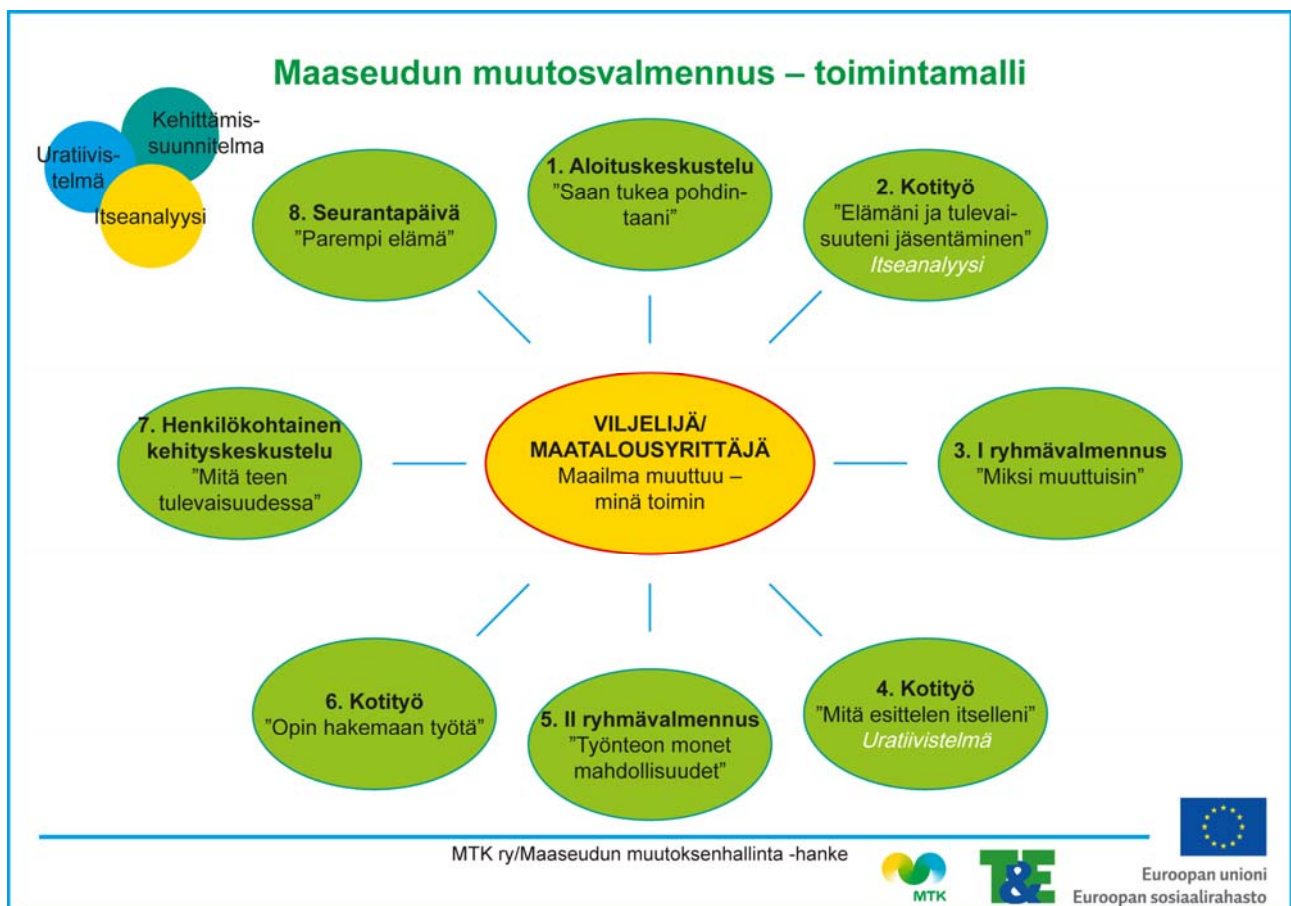 Maaseudun muutosvalmennus – toimintamalli
Kehittämis-
suunnitelma
Uratiivis-
telmä
Itseanalyysi
1. Aloituskeskustelu
"Saan tukea pohdin-
taani"
2. Kotityö
"Elämäni ja tulevai-
suuteni jäsentäminen"
Itseanalyysi
3. I ryhmävalmennus
"Miksi muuttuisin"
4. Kotityö
"Mitä esittelen itselleni"
Uratiivistelmä
5. II ryhmävalmennus
"Työnteon monet
mahdollisuudet"
6. Kotityö
"Opin hakemaan työtä"
7. Henkilökohtainen
kehityskeskustelu
"Mitä teen
tulevaisuudessa"
8. Seurantapäivä
"Parempi elämä"
VILJELIJÄ/
MAATALOUSYRITTÄJÄ
Maailma muuttuu –
minä toimin
MTK ry/Maaseudun muutoksenhallinta -hanke
MTK
T&E
Euroopan unioni
Euroopan sosiaalirahasto